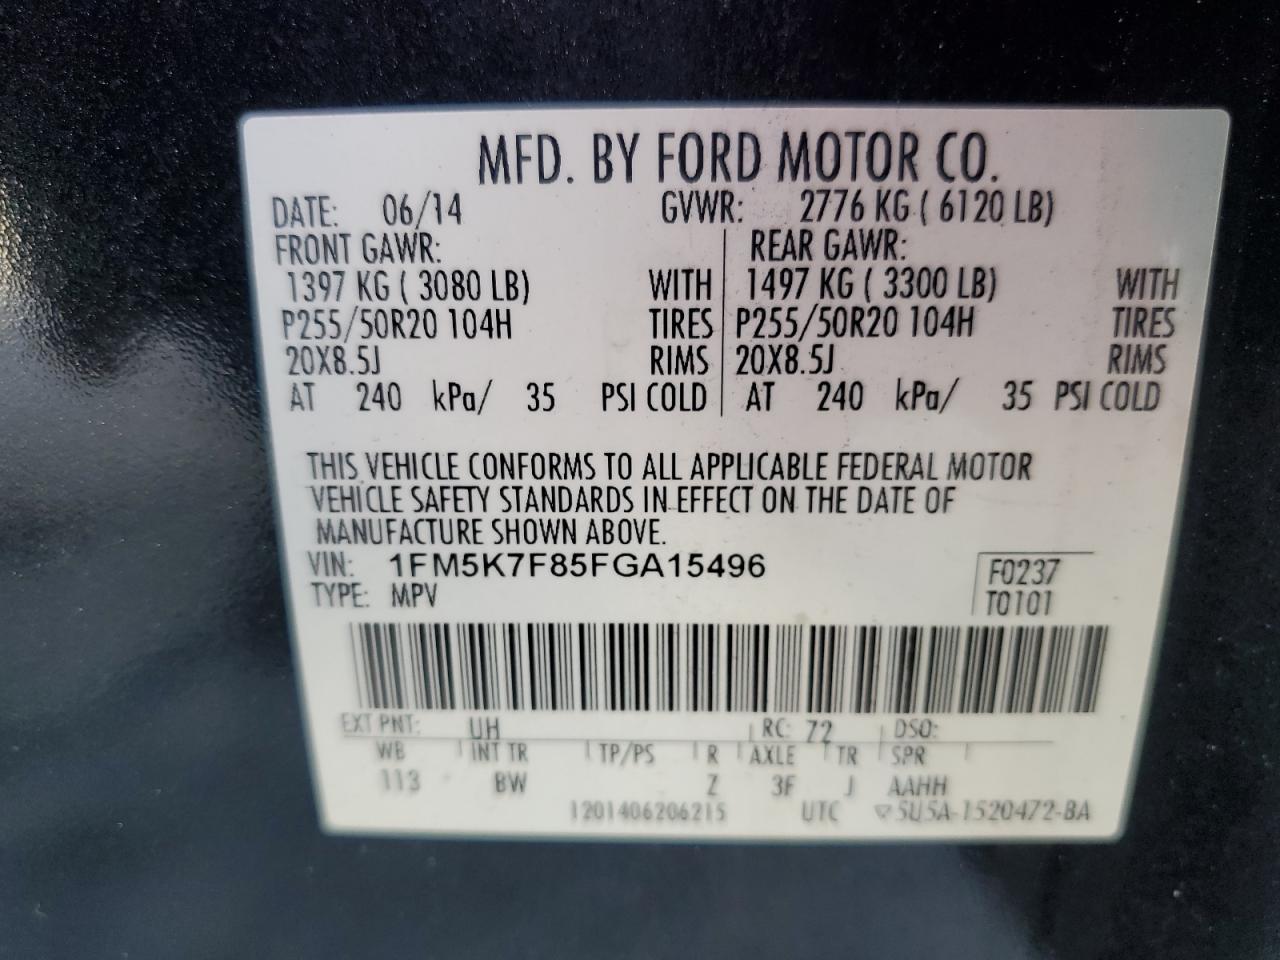 MFD. BY FORD MOTOR CO.
DATE: 06/14 GVWR: 2776 KG ( 6120 LB)
FRONT GAWR: REAR GAWR:
1397 KG ( 3080 LB) WITH 1497 KG ( 3300 LB) WITH
P255/50R20 104H TIRES P255/50R20 104H TIRES
20X8.5J RIMS 20X8.5J RIMS
AT 240 kPa/ 35 PSI COLD AT 240 kPa/ 35 PSI COLD
THIS VEHICLE CONFORMS TO ALL APPLICABLE FEDERAL MOTOR
VEHICLE SAFETY STANDARDS IN EFFECT ON THE DATE OF
MANUFACTURE SHOWN ABOVE.
VIN: 1FM5K7F85FGA15496 F0237
TYPE: MPV T0101
EXT PNT: UH RC: 72 DSO:
WB INT TR TP/PS R AXLE TR SPR
113 BW Z 3F J AAHH
1201406206215 UTC ▽5U5A-1520472-BA